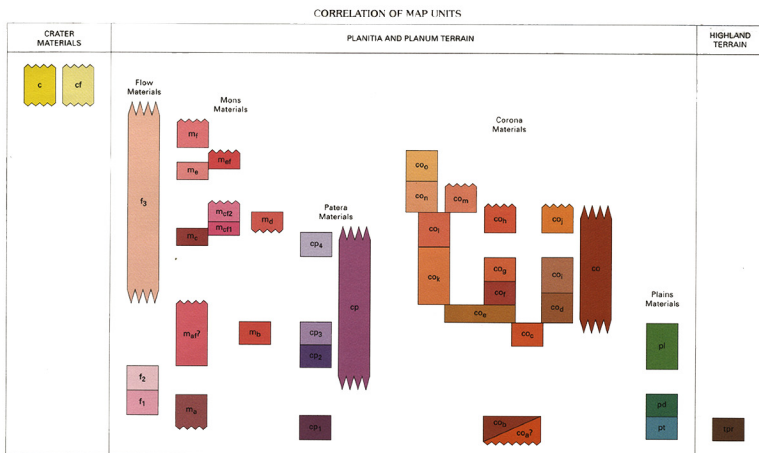 CORRELATION OF MAP UNITS
CRATER
MATERIALS
PLANITIA AND PLANUM TERRAIN
HIGHLAND
TERRAIN
c
cf
Flow
Materials
f3
f2
f1
Mons
Materials
mf
mef
me
mcf2
mcf1
mc
md
maf?
mb
ma
Patera
Materials
cp4
cp
cp3
cp2
cp1
Corona
Materials
coo
con
com
col
coh
coj
co
cok
cog
coi
cof
cod
coe
coc
cob
coa?
Plains
Materials
pl
pd
pt